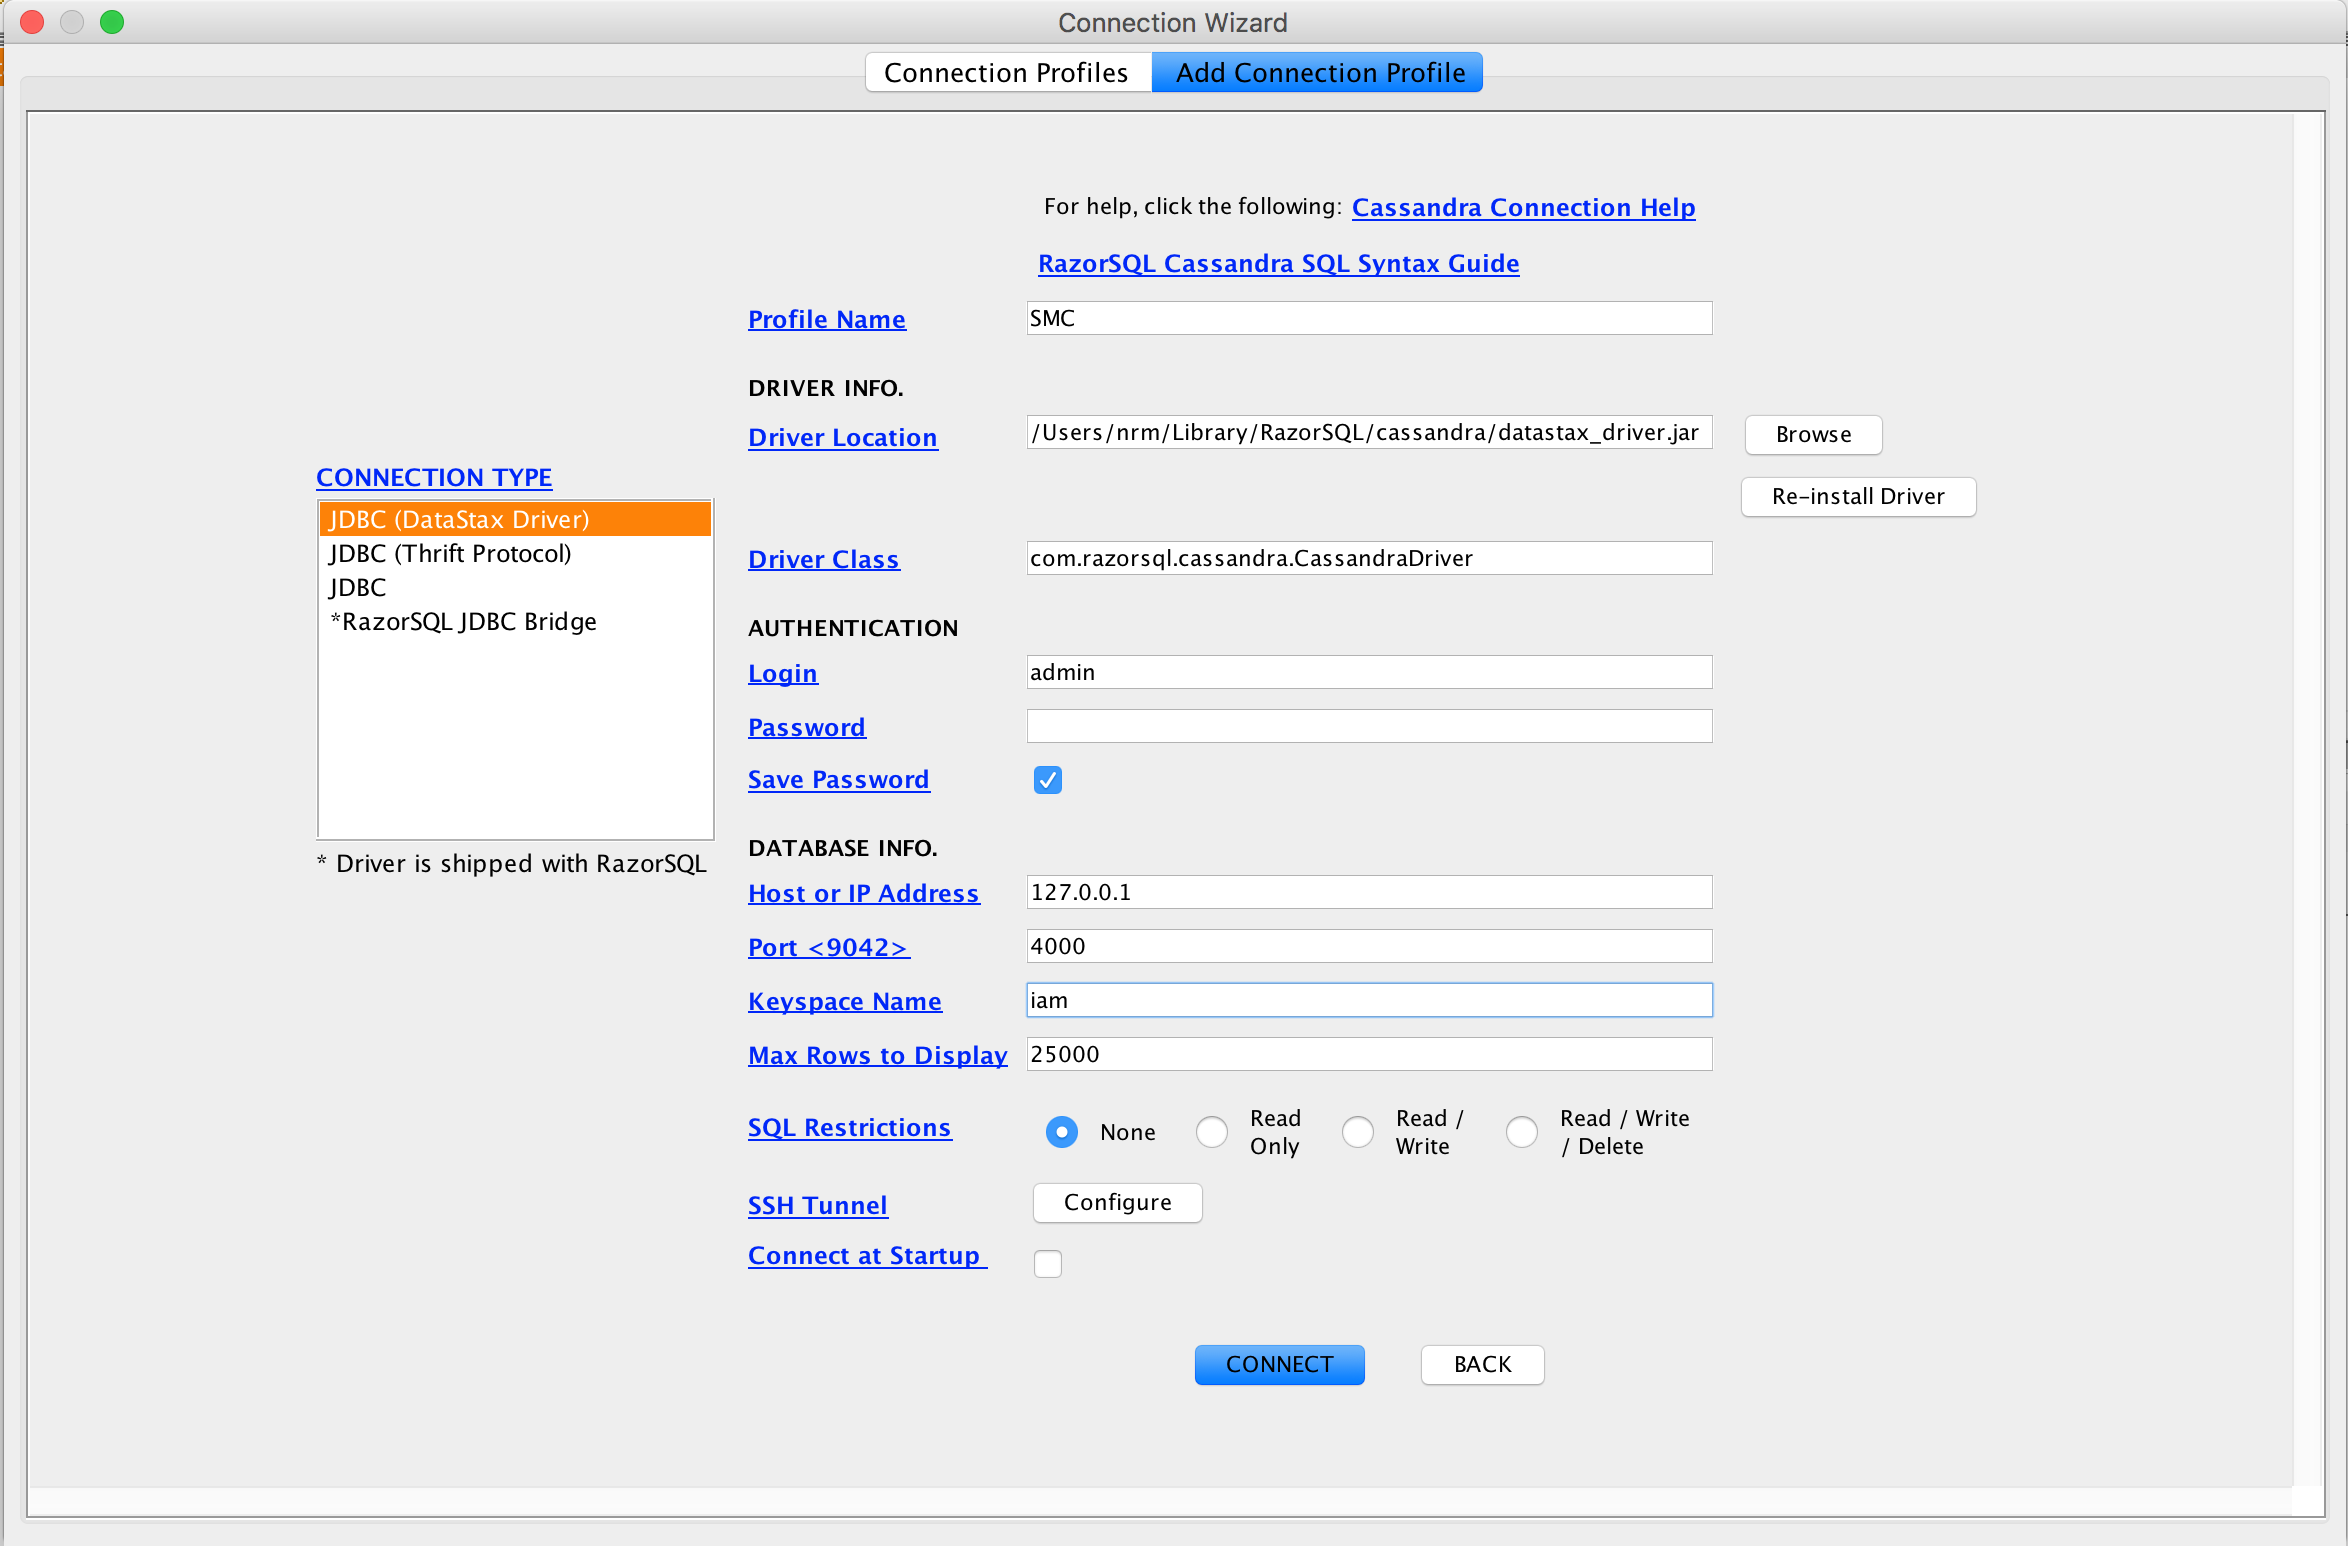 Connection Wizard
Connection Profiles
Add Connection Profile
For help, click the following: Cassandra Connection Help
RazorSQL Cassandra SQL Syntax Guide
Profile Name
SMC
DRIVER INFO.
Driver Location
/Users/nrm/Library/RazorSQL/cassandra/datastax_driver.jar
Browse
Re-install Driver
CONNECTION TYPE
JDBC (DataStax Driver)
JDBC (Thrift Protocol)
JDBC
*RazorSQL JDBC Bridge
* Driver is shipped with RazorSQL
Driver Class
com.razorsql.cassandra.CassandraDriver
AUTHENTICATION
Login
admin
Password
Save Password
DATABASE INFO.
Host or IP Address
127.0.0.1
Port <9042>
4000
Keyspace Name
iam
Max Rows to Display
25000
SQL Restrictions
None
Read
Only
Read /
Write
Read / Write
/ Delete
SSH Tunnel
Configure
Connect at Startup
CONNECT
BACK